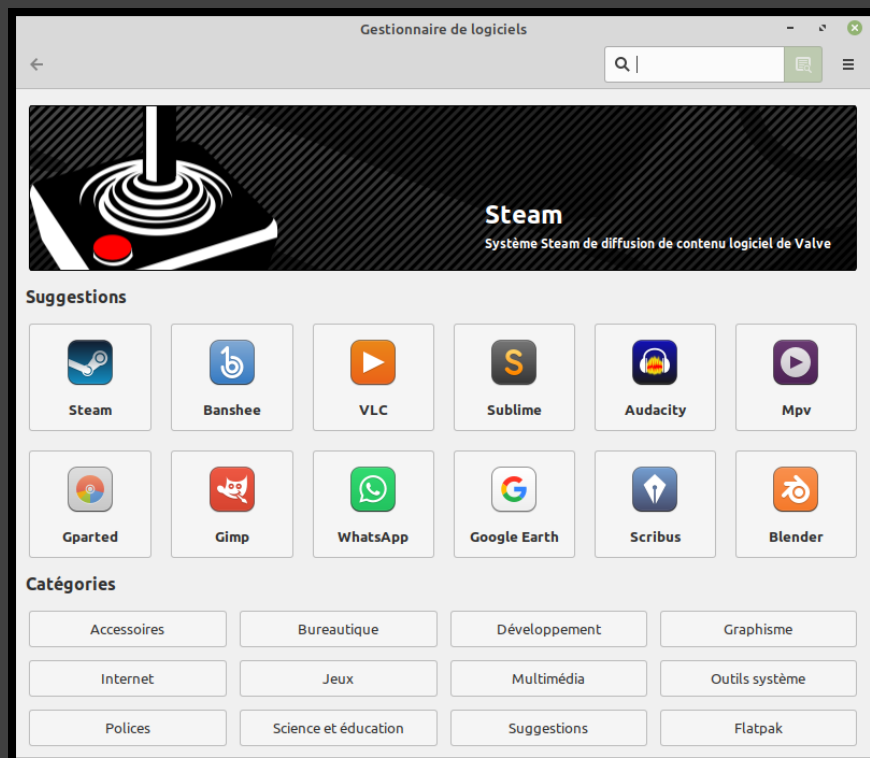 Gestionnaire de logiciels
Steam
Système Steam de diffusion de contenu logiciel de Valve
Suggestions
Steam Banshee VLC Sublime Audacity Mpv
Gparted Gimp WhatsApp Google Earth Scribus Blender
Catégories
Accessoires Bureautique Développement Graphisme
Internet Jeux Multimédia Outils système
Polices Science et éducation Suggestions Flatpak